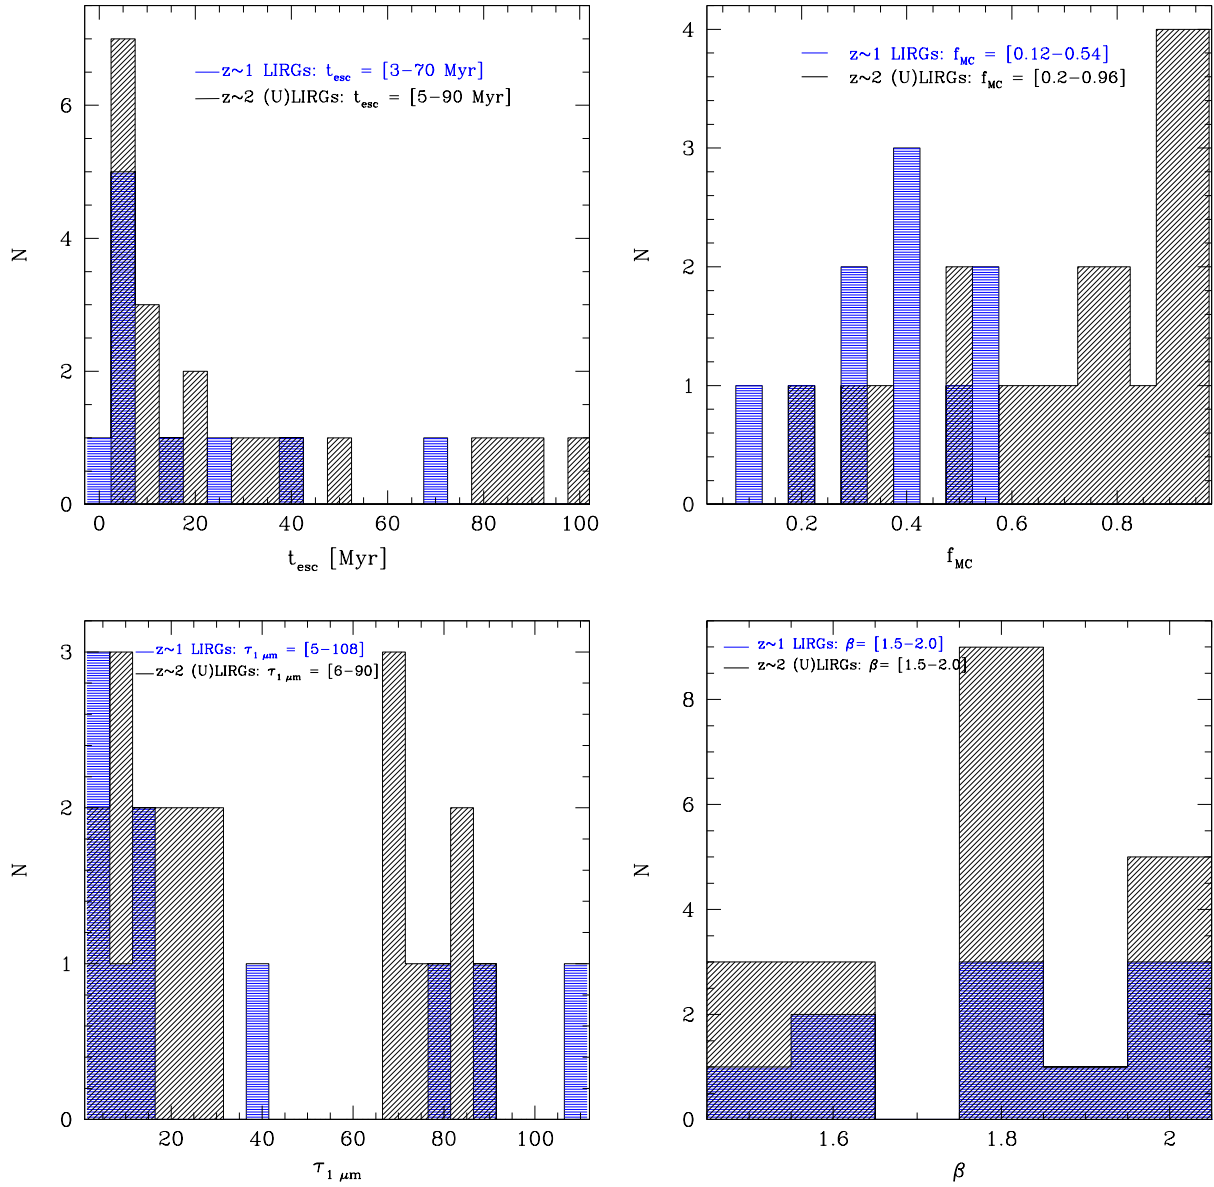 z~1 LIRGs: t_esc = [3−70 Myr]
z~2 (U)LIRGs: t_esc = [5−90 Myr]
N
0 2 4 6
0 20 40 60 80 100
t_esc [Myr]
z~1 LIRGs: f_MC = [0.12−0.54]
z~2 (U)LIRGs: f_MC = [0.2−0.96]
N
0 1 2 3 4
0.2 0.4 0.6 0.8
f_MC
z~1 LIRGs: τ_1 μm = [5−108]
z~2 (U)LIRGs: τ_1 μm = [6−90]
N
0 1 2 3
20 40 60 80 100
τ_1 μm
z~1 LIRGs: β= [1.5−2.0]
z~2 (U)LIRGs: β= [1.5−2.0]
N
0 2 4 6 8
1.6 1.8 2
β